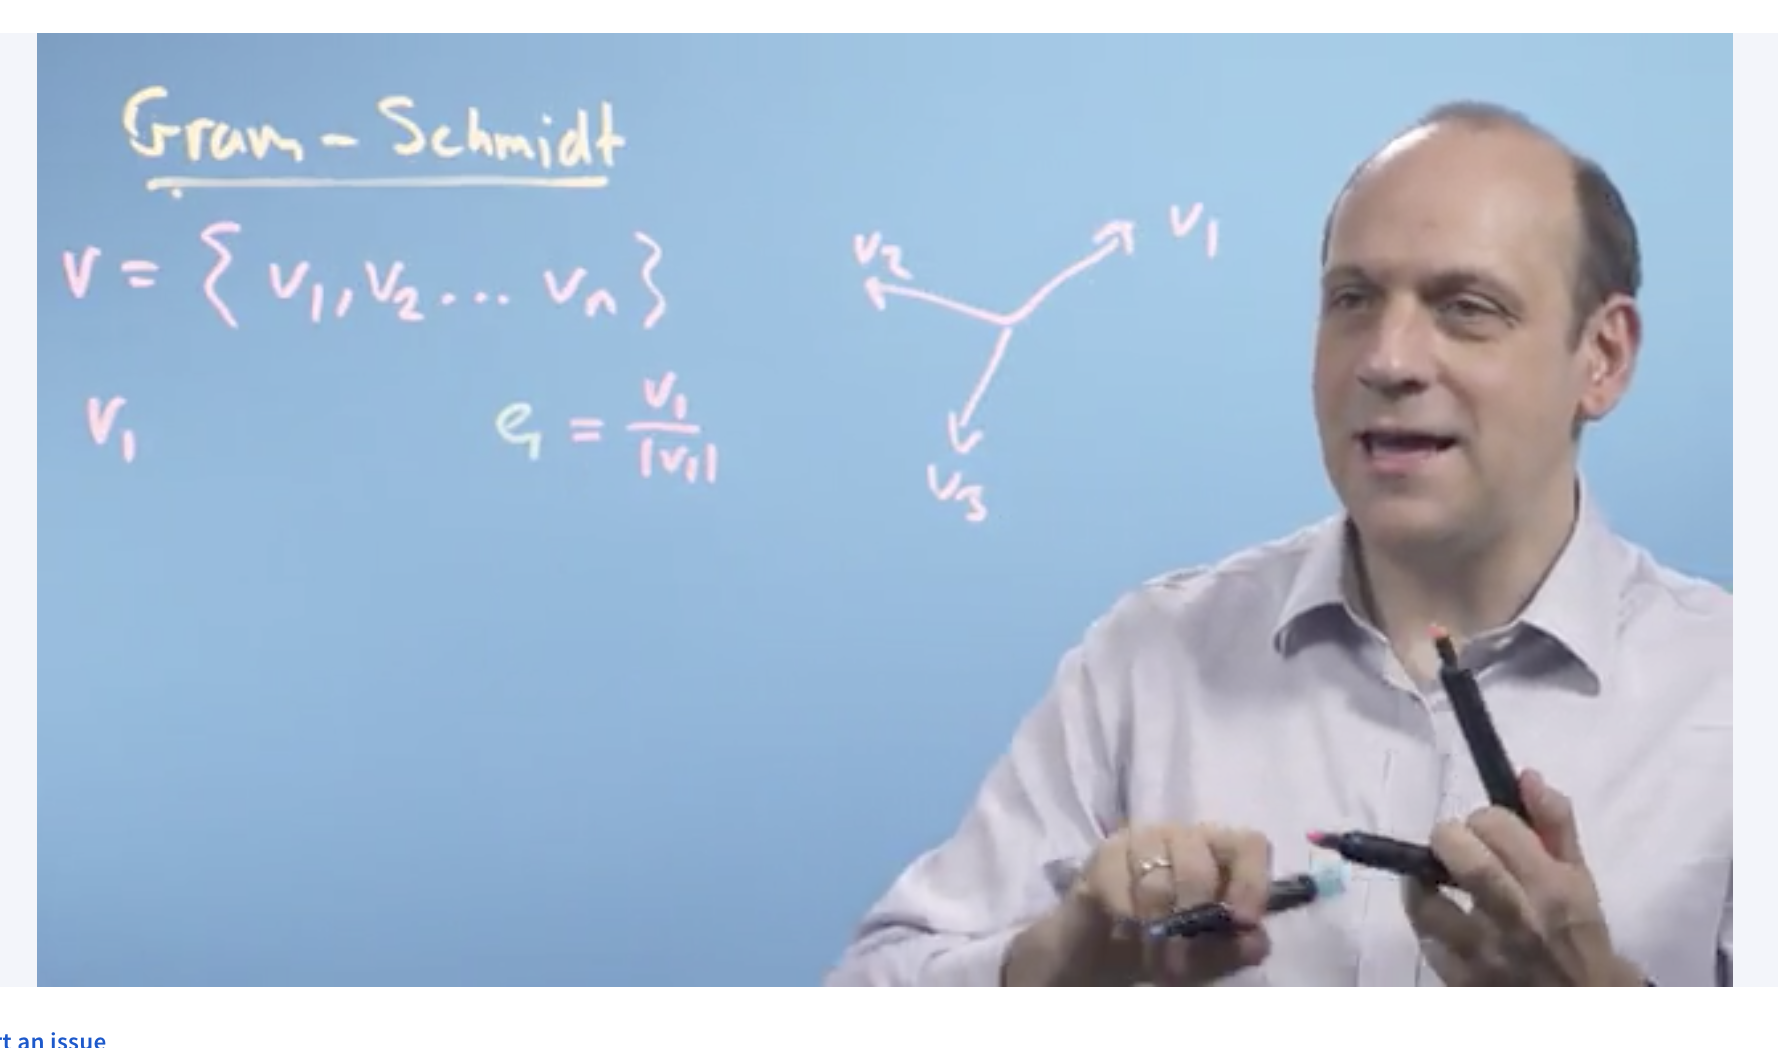 Gram - Schmidt
v = { v₁, v₂ ... vₙ }
v₁
e₁ = v₁ / |v₁|
v₁
v₂
v₃
rt an issue